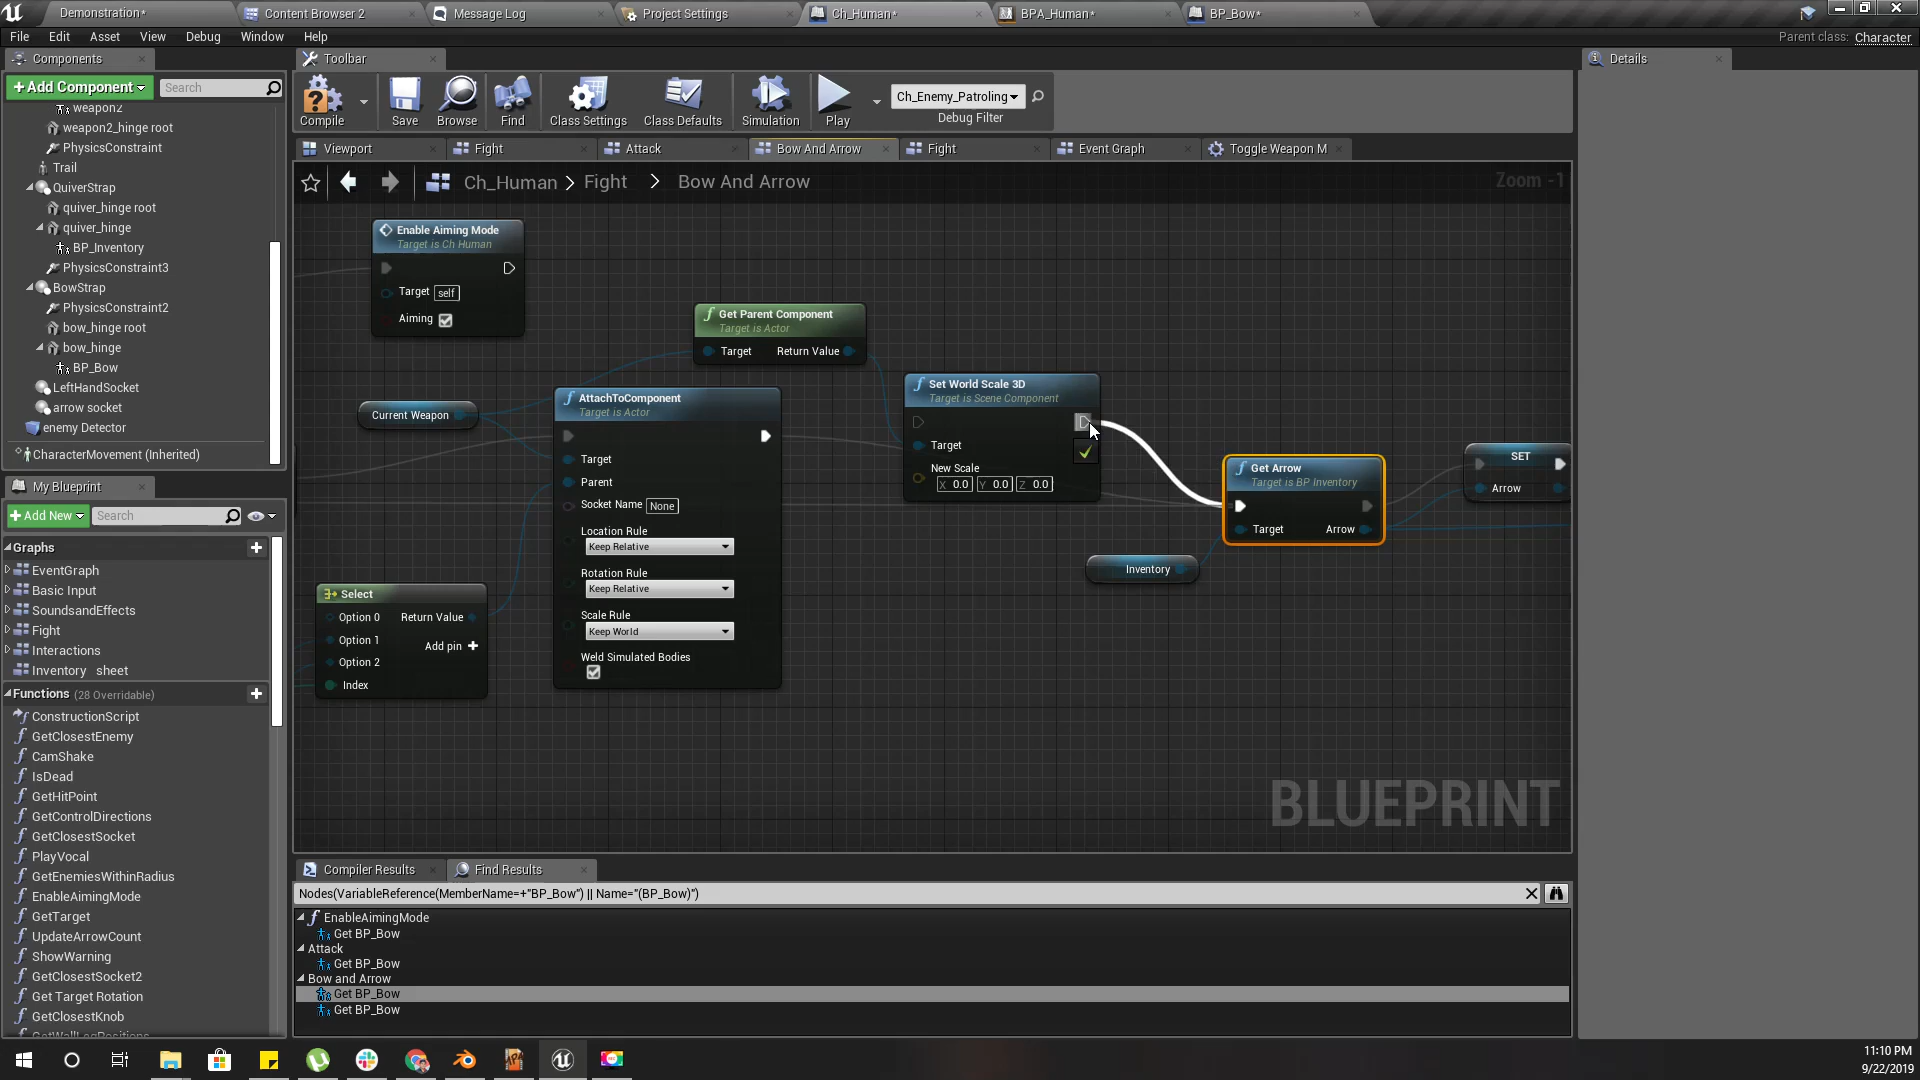 Demonstration*
Content Browser 2
Message Log
Project Settings
Ch_Human*
BPA_Human*
BP_Bow*
File Edit Asset View Debug Window Help
Parent class: Character
Components
+Add Component
Search
weapon2
weapon2_hinge root
PhysicsConstraint
Trail
QuiverStrap
quiver_hinge root
quiver_hinge
BP_Inventory
PhysicsConstraint3
BowStrap
PhysicsConstraint2
bow_hinge root
bow_hinge
BP_Bow
LeftHandSocket
arrow socket
enemy Detector
CharacterMovement (Inherited)
My Blueprint
+Add New
Search
Graphs
EventGraph
Basic Input
SoundsandEffects
Fight
Interactions
Inventory sheet
Functions (28 Overridable)
ConstructionScript
GetClosestEnemy
CamShake
IsDead
GetHitPoint
GetControlDirections
GetClosestSocket
PlayVocal
GetEnemiesWithinRadius
EnableAimingMode
GetTarget
UpdateArrowCount
ShowWarning
GetClosestSocket2
Get Target Rotation
GetClosestKnob
GetWallLegPositions
Toolbar
Compile
Save
Browse
Find
Class Settings
Class Defaults
Simulation
Play
Ch_Enemy_Patroling
Debug Filter
Viewport
Fight
Attack
Bow And Arrow
Fight
Event Graph
Toggle Weapon M
Ch_Human > Fight > Bow And Arrow
Zoom -1
Enable Aiming Mode
Target is Ch Human
Target self
Aiming
Get Parent Component
Target is Actor
Target Return Value
Current Weapon
AttachToComponent
Target is Actor
Target
Parent
Socket Name None
Location Rule
Keep Relative
Rotation Rule
Keep Relative
Scale Rule
Keep World
Weld Simulated Bodies
Set World Scale 3D
Target is Scene Component
Target
New Scale
X 0.0 Y 0.0 Z 0.0
Get Arrow
Target is BP Inventory
Target Arrow
SET
Arrow
Inventory
Select
Option 0 Return Value
Option 1
Add pin +
Option 2
Index
BLUEPRINT
Details
Compiler Results
Find Results
Nodes(VariableReference(MemberName=+"BP_Bow") || Name="(BP_Bow)")
EnableAimingMode
Get BP_Bow
Attack
Get BP_Bow
Bow and Arrow
Get BP_Bow
Get BP_Bow
11:10 PM
9/22/2019